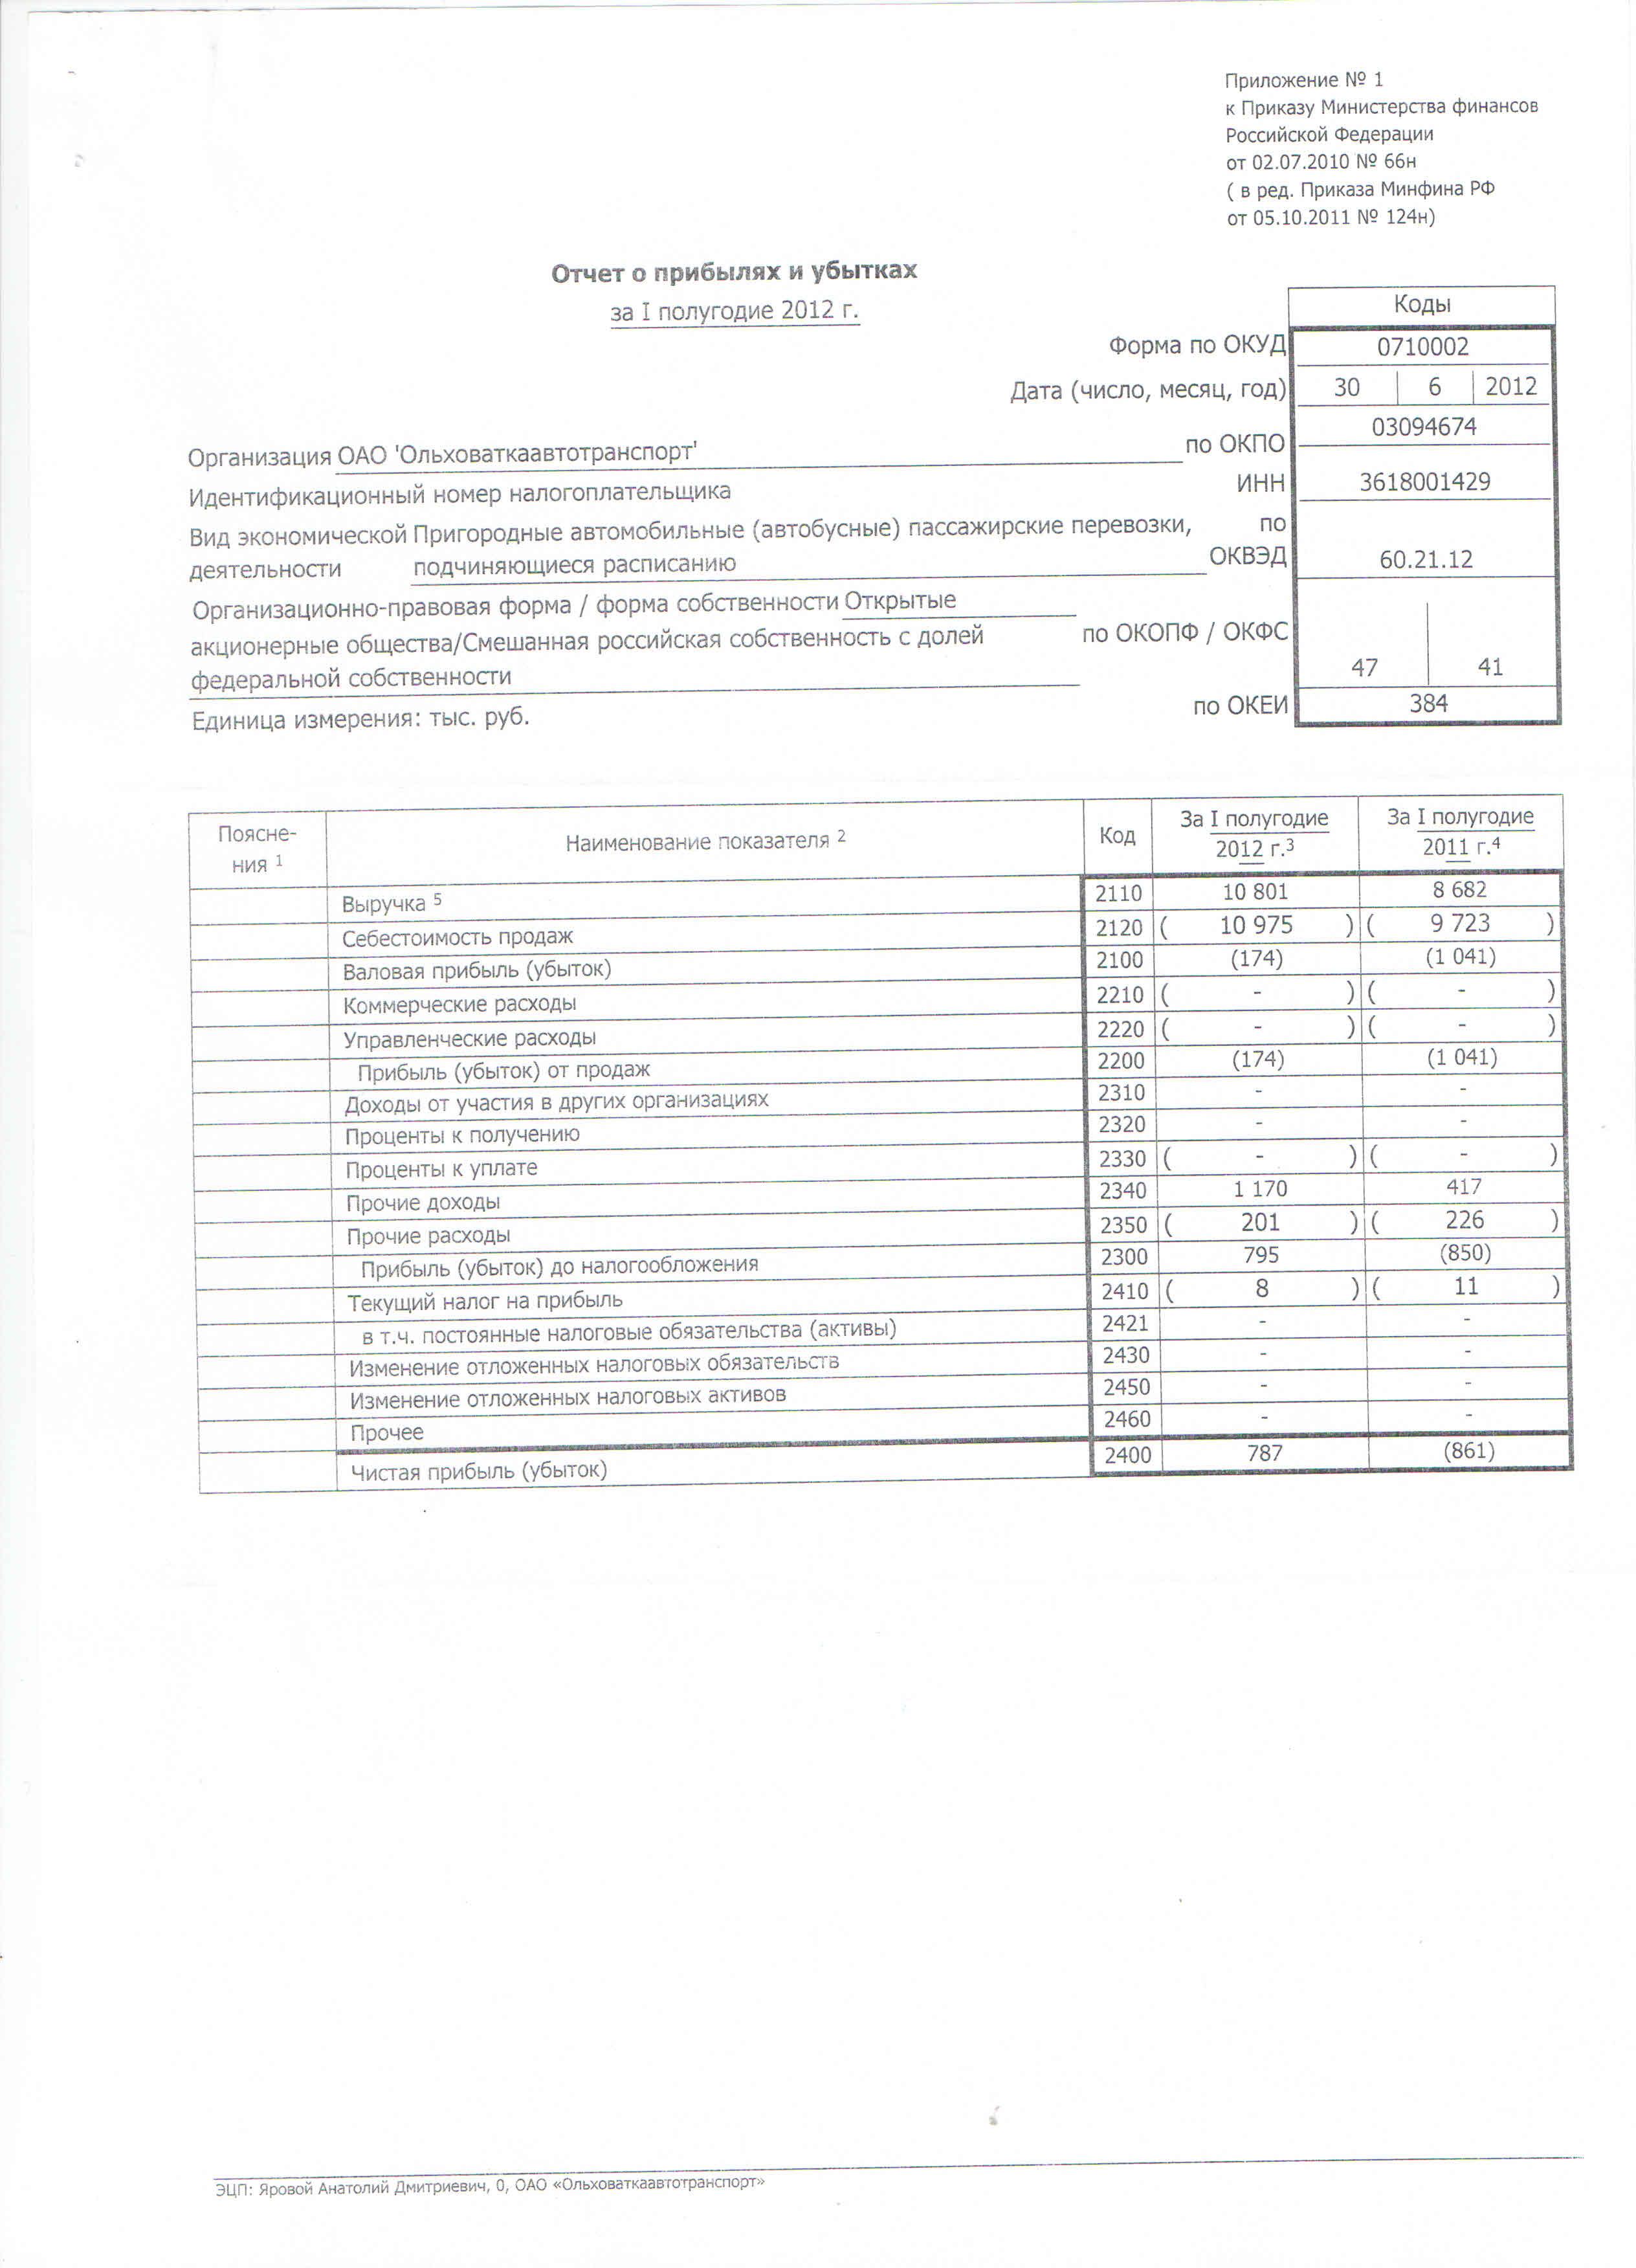 Приложение № 1
к Приказу Министерства финансов
Российской Федерации
от 02.07.2010 № 66н
( в ред. Приказа Минфина РФ
от 05.10.2011 № 124н)
Отчет о прибылях и убытках
за I полугодие 2012 г.
Коды
Форма по ОКУД 0710002
Дата (число, месяц, год) 30 6 2012
Организация ОАО 'Ольховаткаавтотранспорт' по ОКПО 03094674
Идентификационный номер налогоплательщика ИНН 3618001429
Вид экономической Пригородные автомобильные (автобусные) пассажирские перевозки, по
деятельности подчиняющиеся расписанию ОКВЭД 60.21.12
Организационно-правовая форма / форма собственности Открытые
акционерные общества/Смешанная российская собственность с долей по ОКОПФ / ОКФС
федеральной собственности 47 41
Единица измерения: тыс. руб. по ОКЕИ 384
Поясне- Наименование показателя 2 Код За I полугодие За I полугодие
ния 1 2012 г.3 2011 г.4
Выручка 5 2110 10 801 8 682
Себестоимость продаж 2120 ( 10 975 ) ( 9 723 )
Валовая прибыль (убыток) 2100 (174) (1 041)
Коммерческие расходы 2210 ( - ) ( - )
Управленческие расходы 2220 ( - ) ( - )
Прибыль (убыток) от продаж 2200 (174) (1 041)
Доходы от участия в других организациях 2310 - -
Проценты к получению 2320 - -
Проценты к уплате 2330 ( - ) ( - )
Прочие доходы 2340 1 170 417
Прочие расходы 2350 ( 201 ) ( 226 )
Прибыль (убыток) до налогообложения 2300 795 (850)
Текущий налог на прибыль 2410 ( 8 ) ( 11 )
в т.ч. постоянные налоговые обязательства (активы) 2421 - -
Изменение отложенных налоговых обязательств 2430 - -
Изменение отложенных налоговых активов 2450 - -
Прочее 2460 - -
Чистая прибыль (убыток) 2400 787 (861)
ЭЦП: Яровой Анатолий Дмитриевич, 0, ОАО «Ольховаткаавтотранспорт»